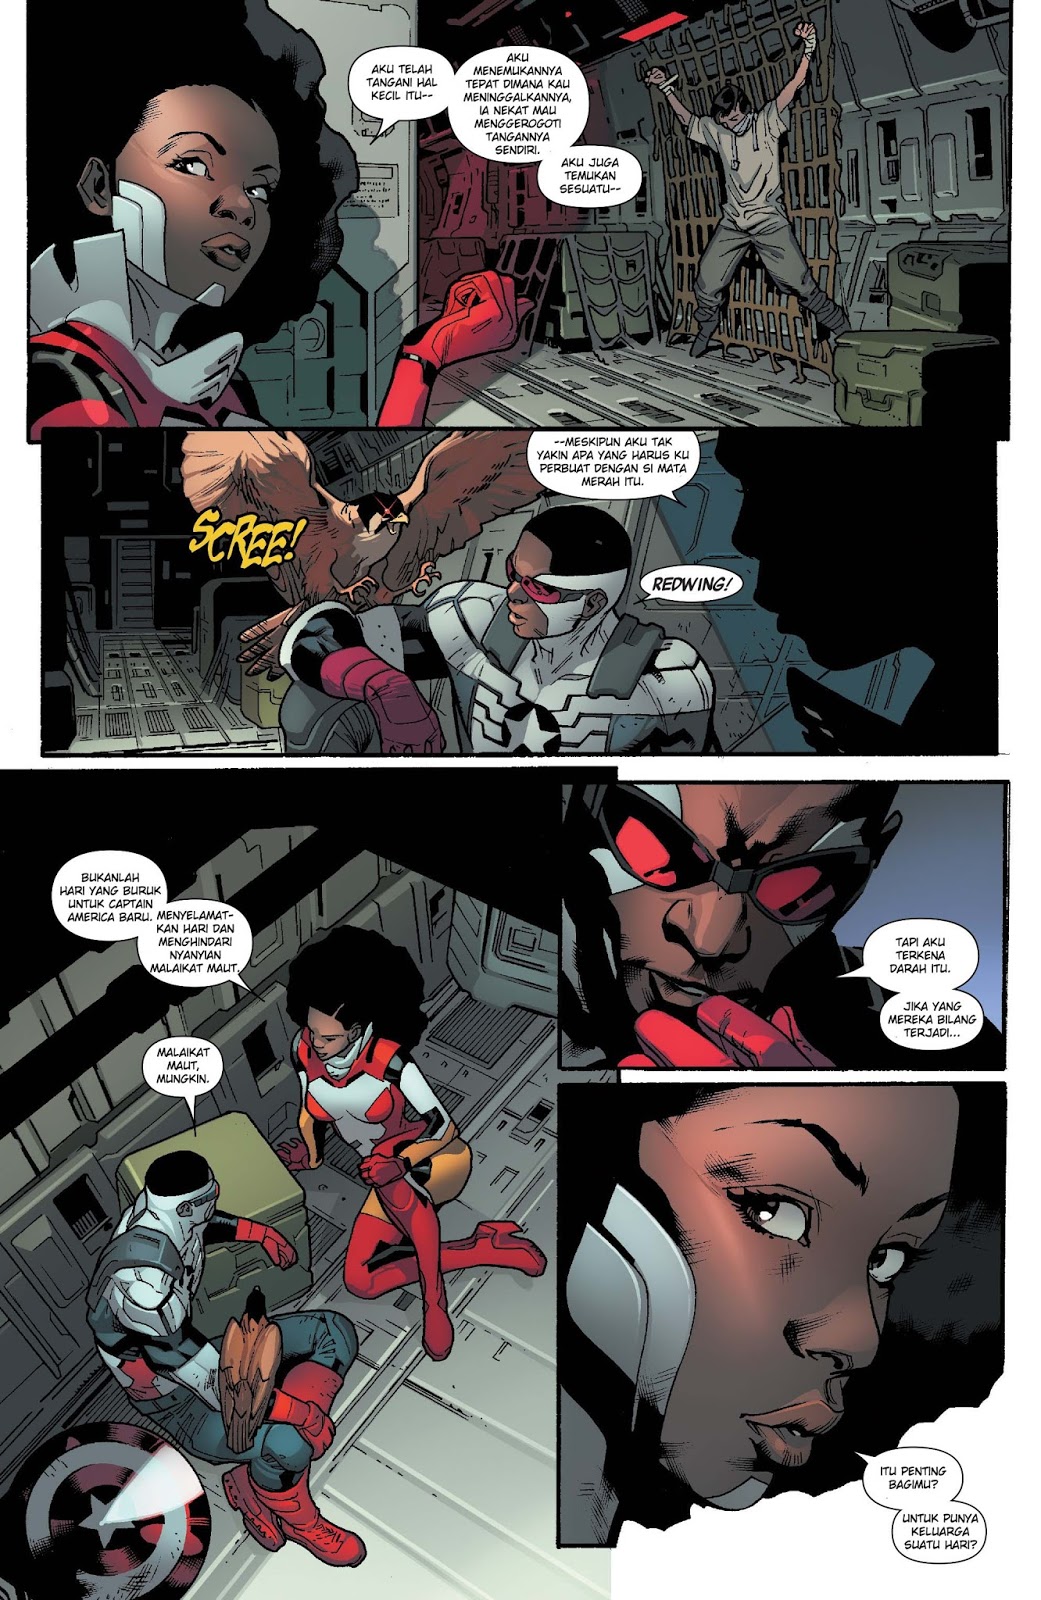 AKU TELAH
TANGANI HAL
KECIL ITU--
AKU
MENEMUKANNYA
TEPAT DIMANA KAU
MENINGGALKANNYA,
IA NEKAT MAU
MENGGEROGOTI
TANGANNYA
SENDIRI.
AKU JUGA
TEMUKAN
SESUATU--
--MESKIPUN AKU TAK
YAKIN APA YANG HARUS KU
PERBUAT DENGAN SI MATA
MERAH ITU.
SCREE!
REDWING!
BUKANLAH
HARI YANG BURUK
UNTUK CAPTAIN
AMERICA BARU.
MENYELAMAT-
KAN HARI DAN
MENGHINDARI
NYANYIAN
MALAIKAT MAUT.
MALAIKAT
MAUT,
MUNGKIN.
TAPI AKU
TERKENA
DARAH ITU.
JIKA YANG
MEREKA BILANG
TERJADI...
ITU PENTING
BAGIMU?
UNTUK PUNYA
KELUARGA
SUATU HARI?